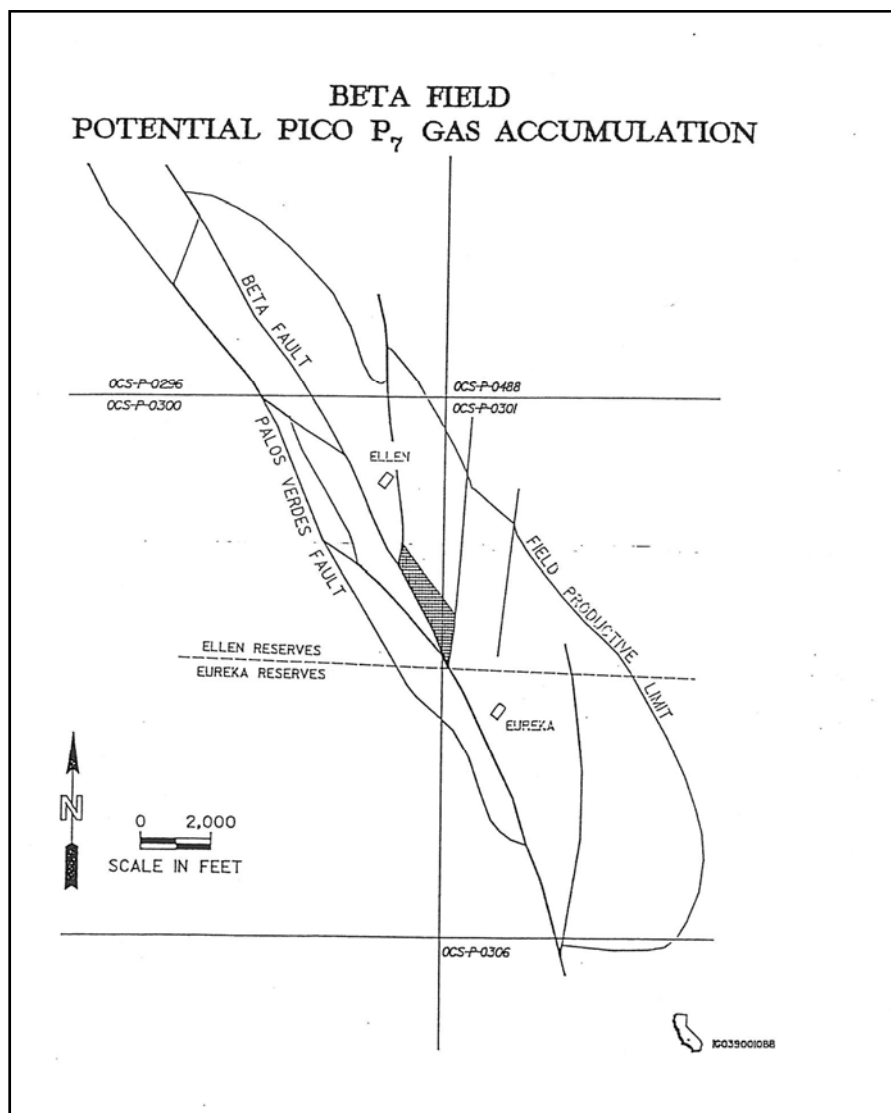 BETA FIELD
POTENTIAL PICO P₇ GAS ACCUMULATION
BETA FAULT
OCS-P-0296
OCS-P-0488
OCS-P-0300
OCS-P-0301
PALOS VERDES FAULT
ELLEN
FIELD PRODUCTIVE LIMIT
ELLEN RESERVES
EUREKA RESERVES
EUREKA
N
0 2,000
SCALE IN FEET
OCS-P-0306